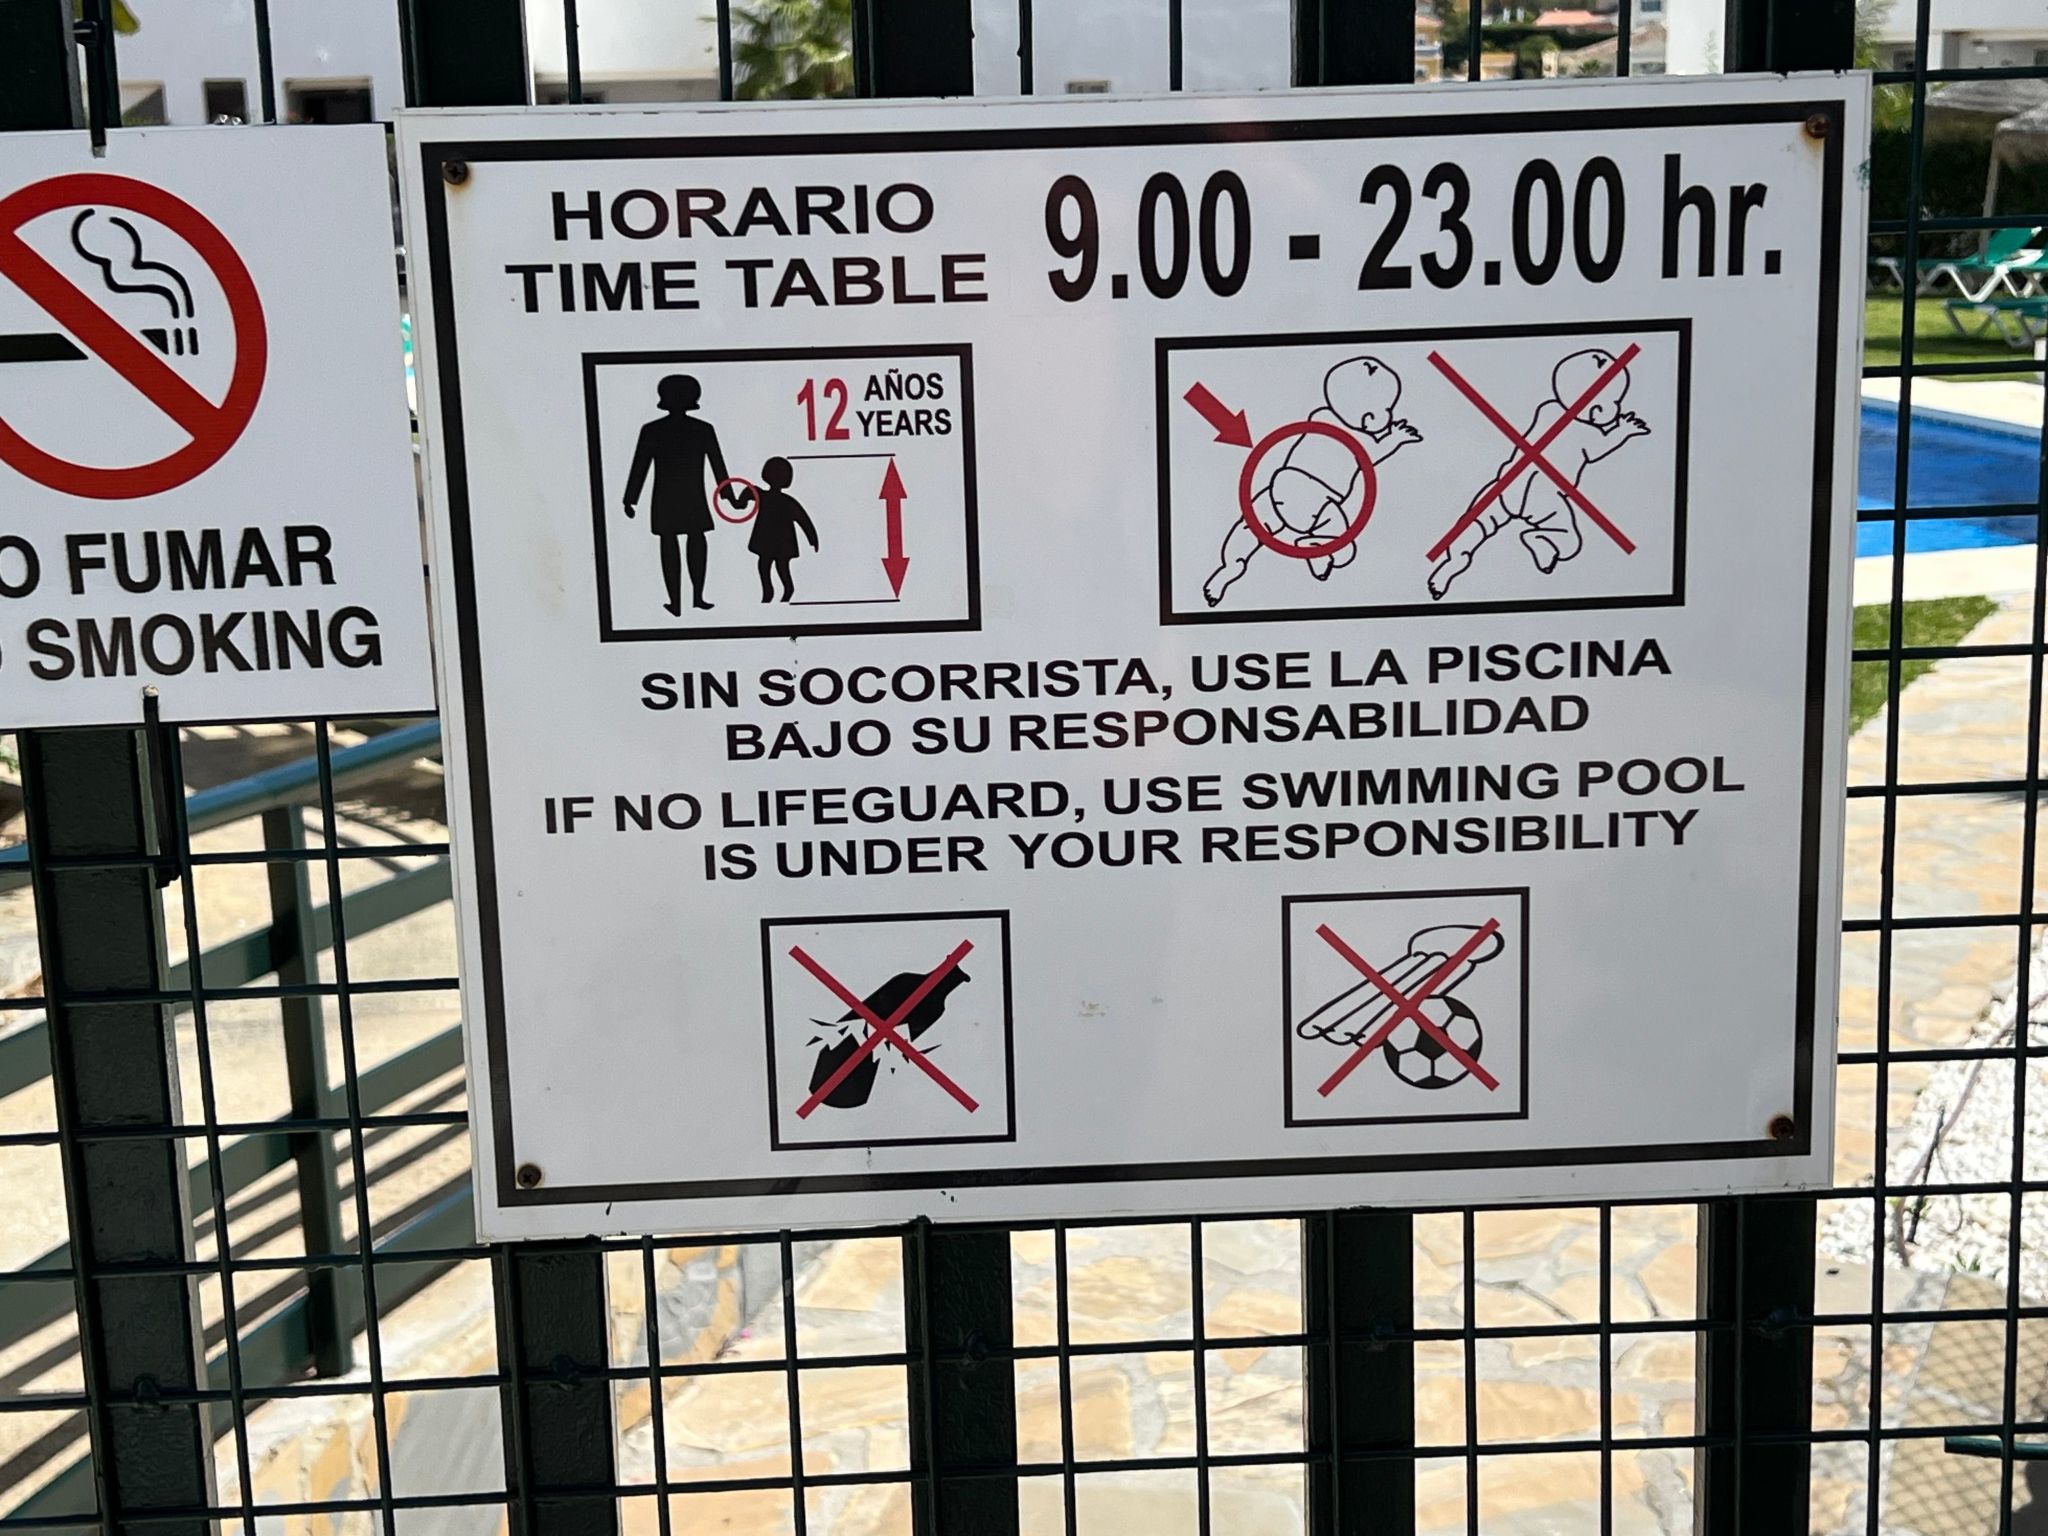 FUMAR
SMOKING
HORARIO
TIME TABLE
9.00 - 23.00 hr.
12 AÑOS
YEARS
SIN SOCORRISTA, USE LA PISCINA
BAJO SU RESPONSABILIDAD
IF NO LIFEGUARD, USE SWIMMING POOL
IS UNDER YOUR RESPONSIBILITY